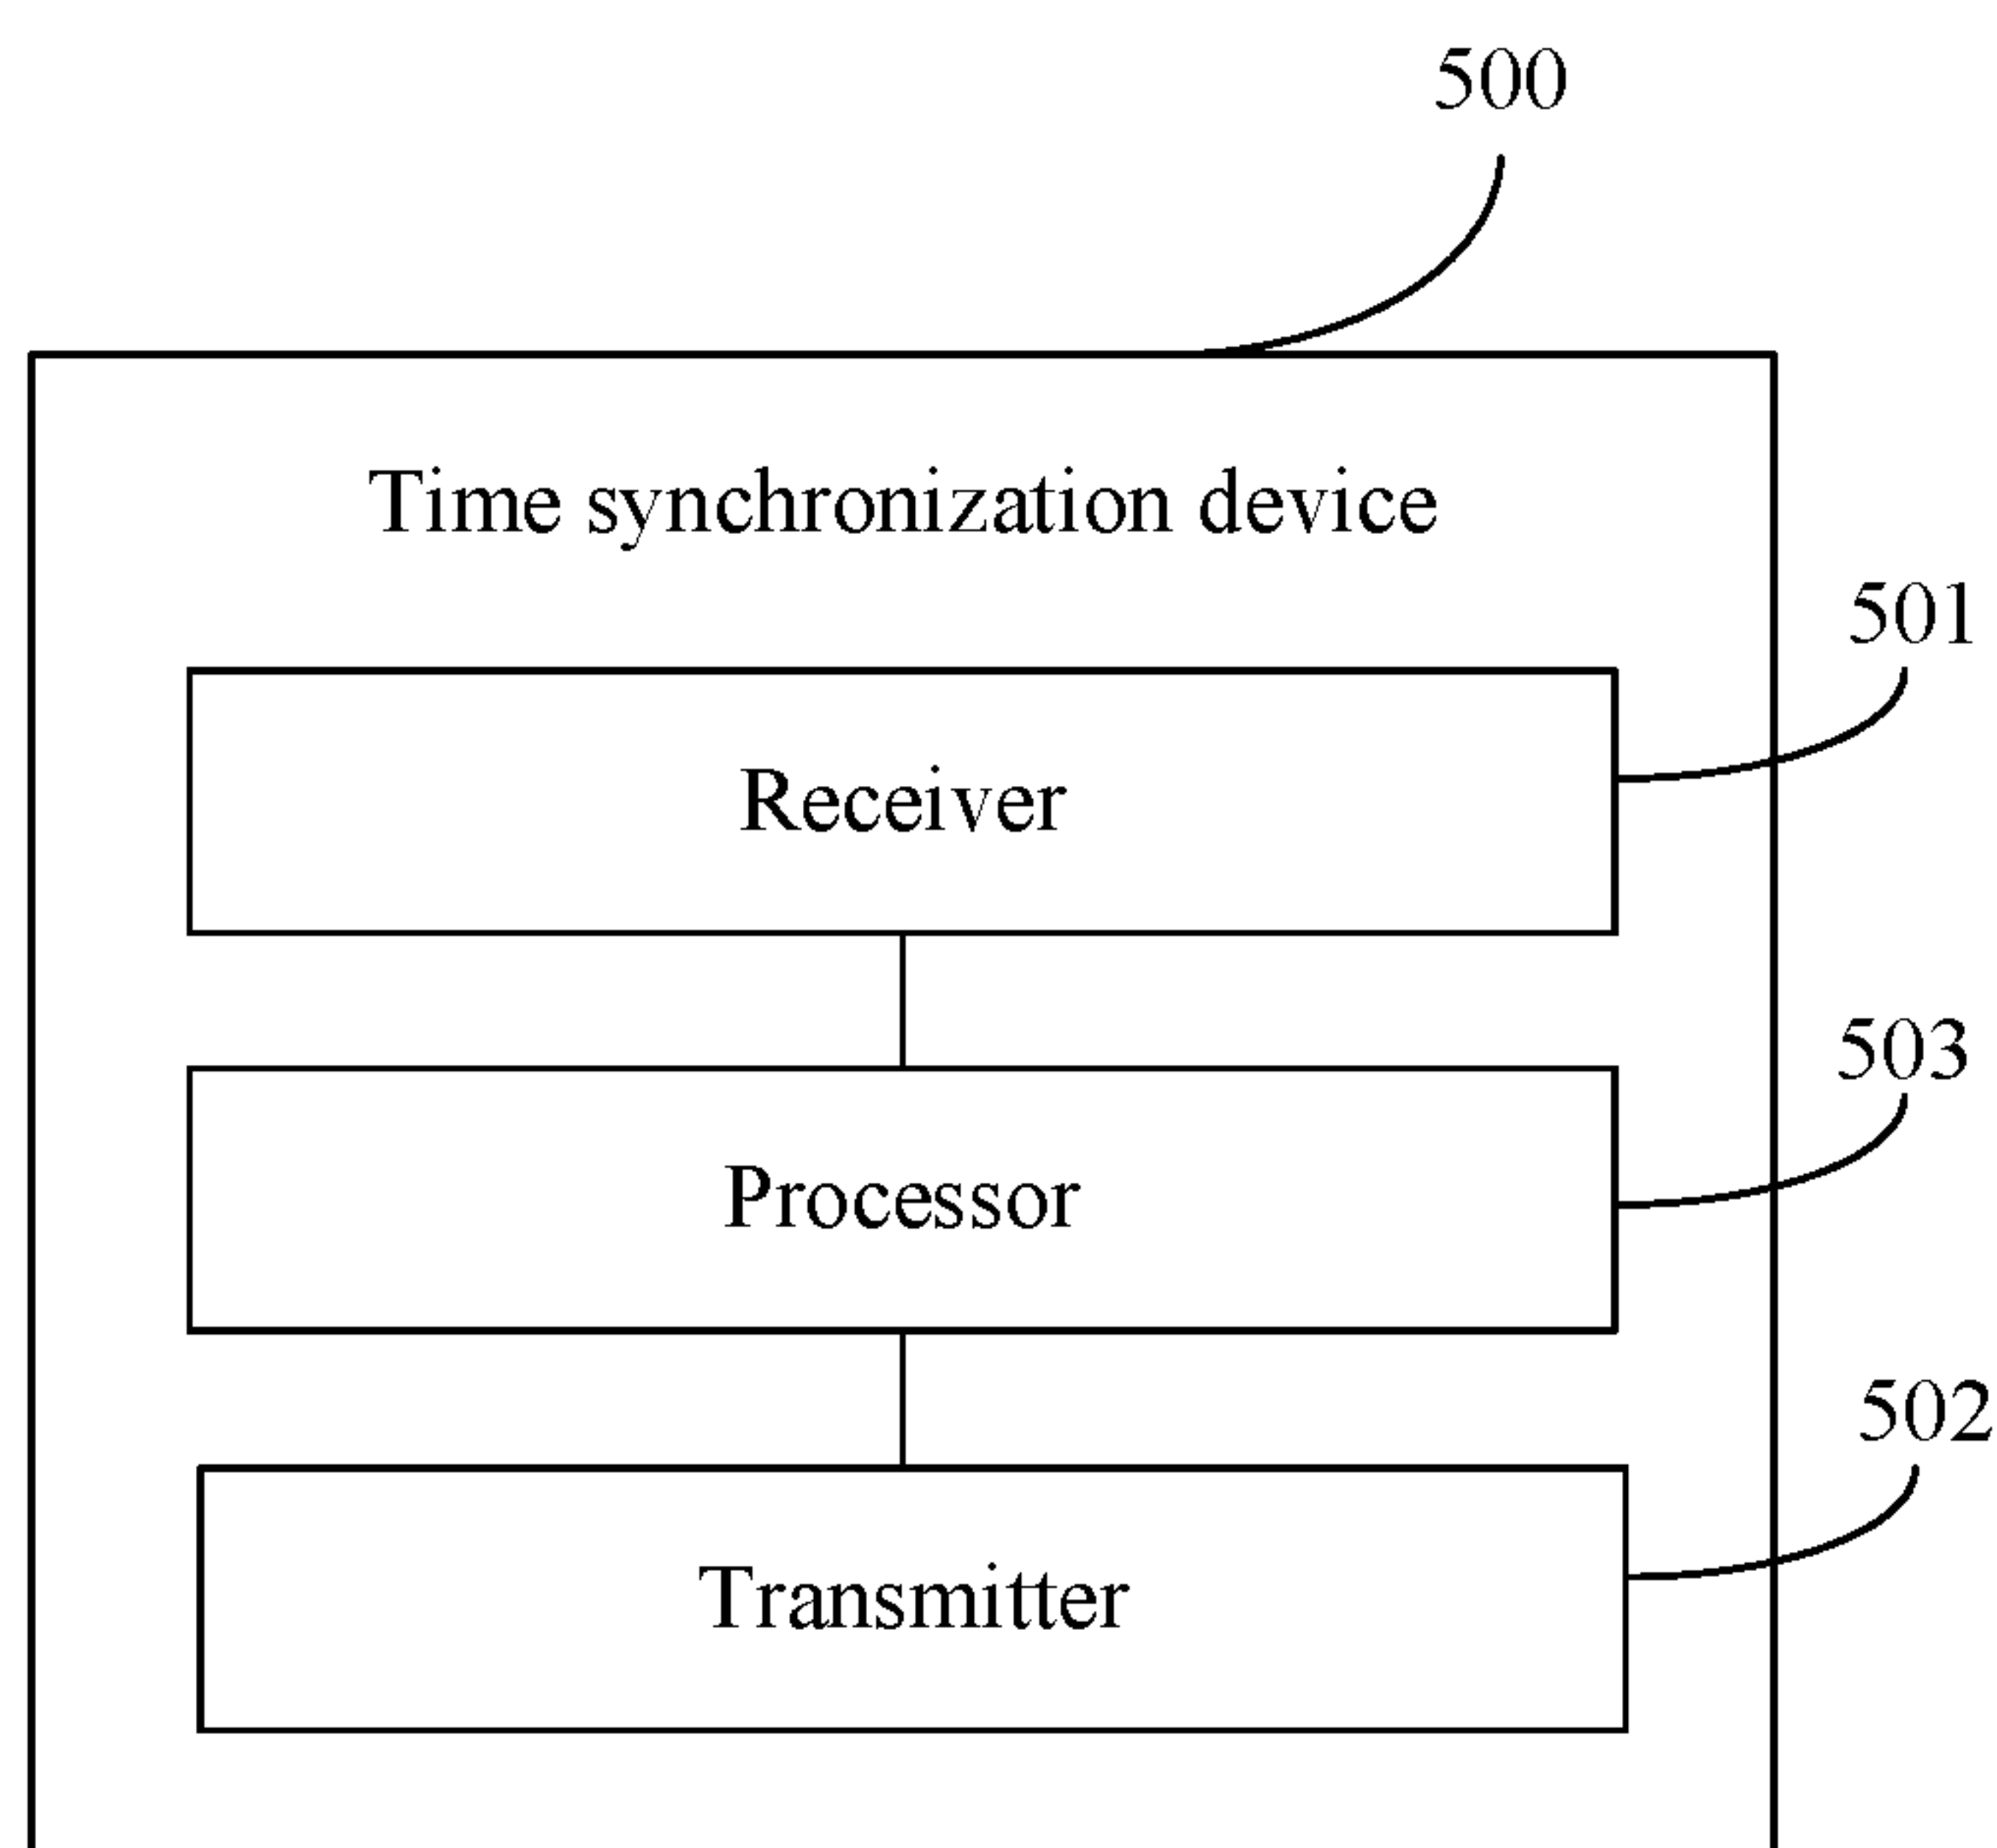 500
Time synchronization device
501
Receiver
503
Processor
502
Transmitter